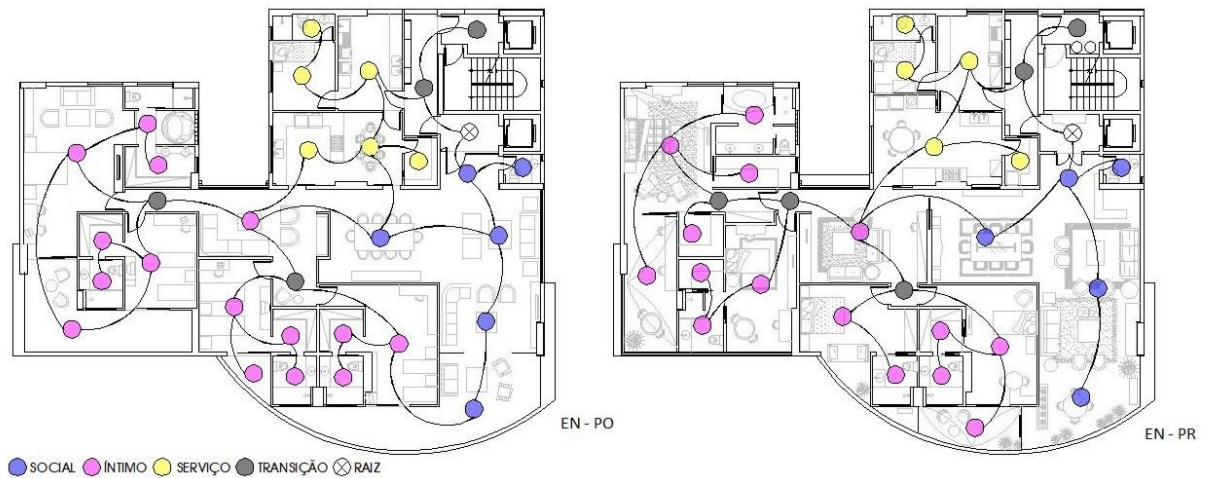 EN - PO
EN - PR
SOCIAL ÍNTIMO SERVIÇO TRANSIÇÃO RAIZ